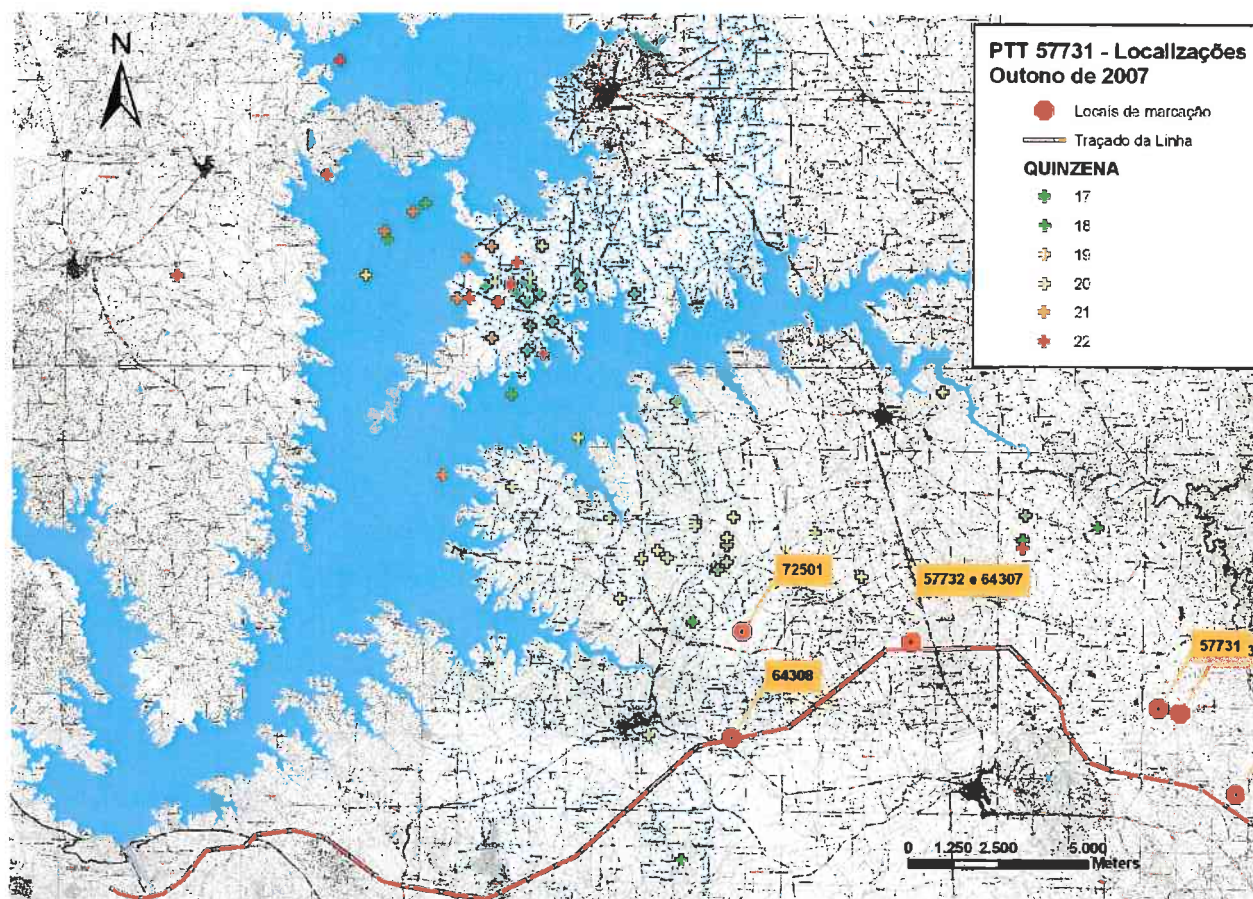 N
PTT 57731 - Localizações
Outono de 2007
Locais de marcação
Traçado da Linha
QUINZENA
17
18
19
20
21
22
72501
57732 e 64307
57731
3
64308
0 1.250 2.500 5.000
Meters